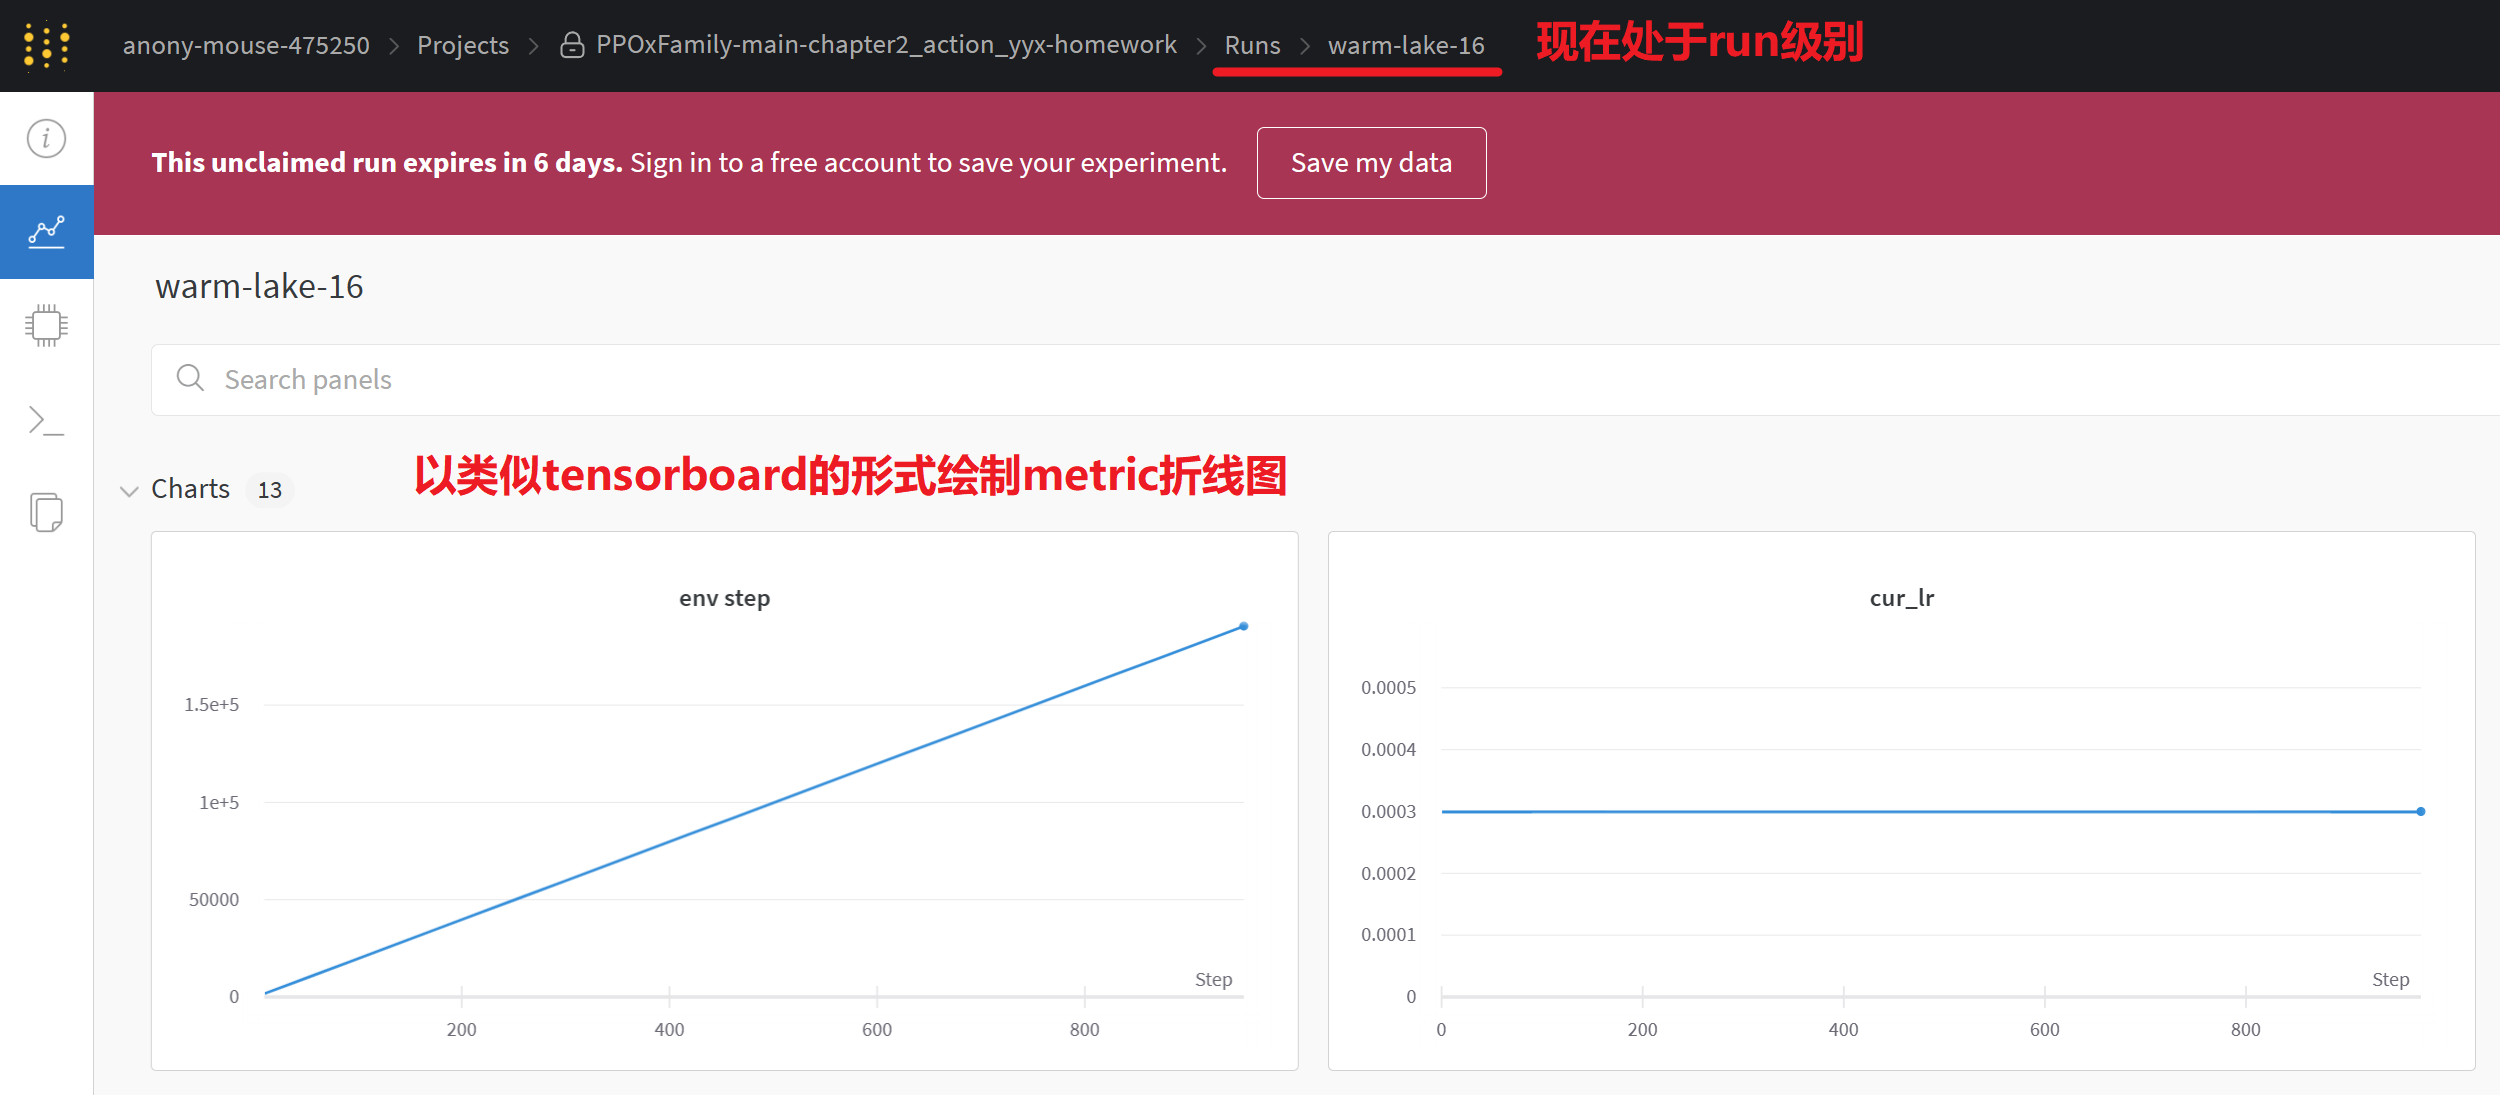 anony-mouse-475250 > Projects > PPOxFamily-main-chapter2_action_yyx-homework > Runs > warm-lake-16 现在处于run级别
This unclaimed run expires in 6 days. Sign in to a free account to save your experiment. Save my data
warm-lake-16
Search panels
Charts 13 以类似tensorboard的形式绘制metric折线图
env step
1.5e+5
1e+5
50000
0
Step
200 400 600 800
cur_lr
0.0005
0.0004
0.0003
0.0002
0.0001
0
Step
0 200 400 600 800